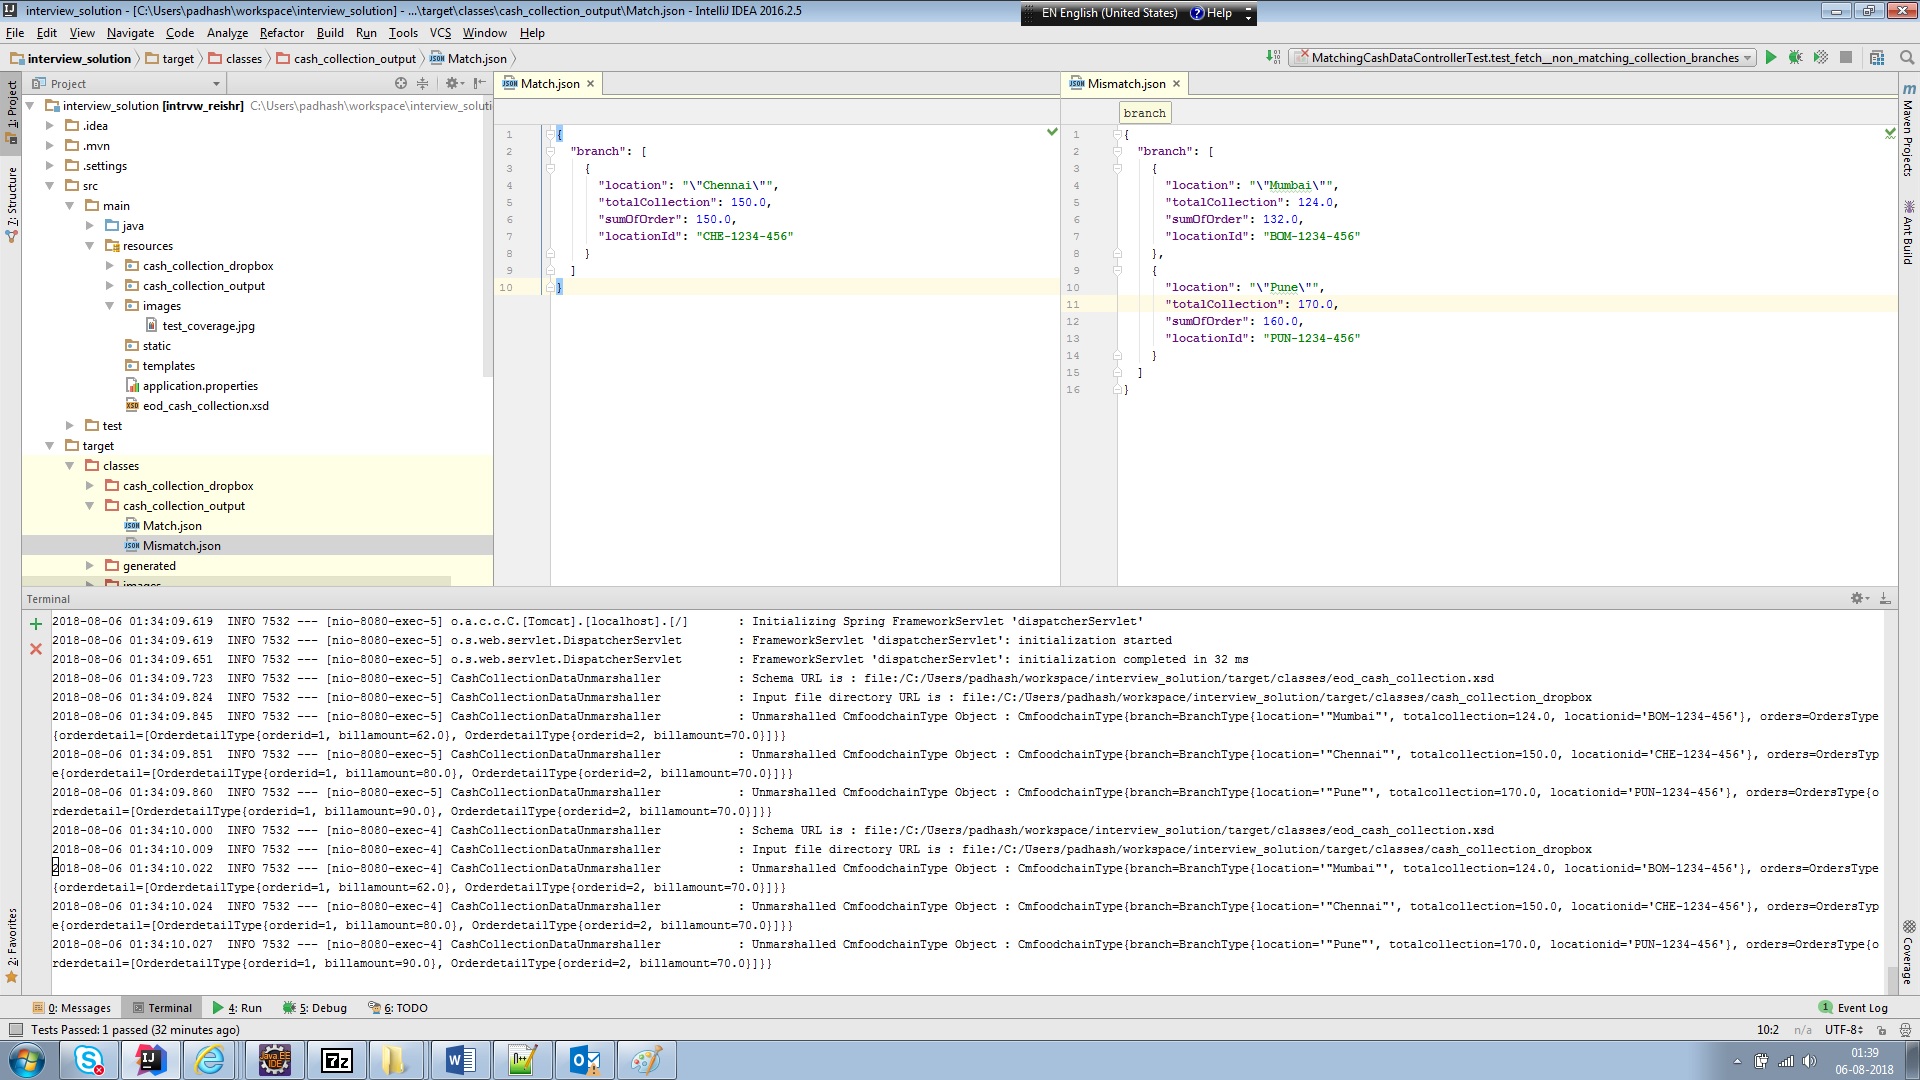 interview_solution - [C:\Users\padhash\workspace\interview_solution] - ...\target\classes\cash_collection_output\Match.json - IntelliJ IDEA 2016.2.5
EN English (United States) Help
File Edit View Navigate Code Analyze Refactor Build Run Tools VCS Window Help
interview_solution target classes cash_collection_output Match.json
MatchingCashDataControllerTest.test_fetch__non_matching_collection_branches
1: Project
7: Structure
2: Favorites
Project
interview_solution [intrvw_reishr] C:\Users\padhash\workspace\interview_soluti
.idea
.mvn
.settings
src
main
java
resources
cash_collection_dropbox
cash_collection_output
images
test_coverage.jpg
static
templates
application.properties
eod_cash_collection.xsd
test
target
classes
cash_collection_dropbox
cash_collection_output
Match.json
Mismatch.json
generated
images
Match.json
1 {
2 "branch": [
3 {
4 "location": "\"Chennai\"",
5 "totalCollection": 150.0,
6 "sumOfOrder": 150.0,
7 "locationId": "CHE-1234-456"
8 }
9 ]
10 }
Mismatch.json
branch
1 {
2 "branch": [
3 {
4 "location": "\"Mumbai\"",
5 "totalCollection": 124.0,
6 "sumOfOrder": 132.0,
7 "locationId": "BOM-1234-456"
8 },
9 {
10 "location": "\"Pune\"",
11 "totalCollection": 170.0,
12 "sumOfOrder": 160.0,
13 "locationId": "PUN-1234-456"
14 }
15 ]
16 }
m Maven Projects
Ant Build
Coverage
Terminal
2018-08-06 01:34:09.619 INFO 7532 --- [nio-8080-exec-5] o.a.c.c.C.[Tomcat].[localhost].[/] : Initializing Spring FrameworkServlet 'dispatcherServlet'
2018-08-06 01:34:09.619 INFO 7532 --- [nio-8080-exec-5] o.s.web.servlet.DispatcherServlet : FrameworkServlet 'dispatcherServlet': initialization started
2018-08-06 01:34:09.651 INFO 7532 --- [nio-8080-exec-5] o.s.web.servlet.DispatcherServlet : FrameworkServlet 'dispatcherServlet': initialization completed in 32 ms
2018-08-06 01:34:09.723 INFO 7532 --- [nio-8080-exec-5] CashCollectionDataUnmarshaller : Schema URL is : file:/C:/Users/padhash/workspace/interview_solution/target/classes/eod_cash_collection.xsd
2018-08-06 01:34:09.824 INFO 7532 --- [nio-8080-exec-5] CashCollectionDataUnmarshaller : Input file directory URL is : file:/C:/Users/padhash/workspace/interview_solution/target/classes/cash_collection_dropbox
2018-08-06 01:34:09.845 INFO 7532 --- [nio-8080-exec-5] CashCollectionDataUnmarshaller : Unmarshalled CmfoodchainType Object : CmfoodchainType{branch=BranchType{location='"Mumbai"', totalcollection=124.0, locationid='BOM-1234-456'}, orders=OrdersType
{orderdetail=[OrderdetailType{orderid=1, billamount=62.0}, OrderdetailType{orderid=2, billamount=70.0}]}}
2018-08-06 01:34:09.851 INFO 7532 --- [nio-8080-exec-5] CashCollectionDataUnmarshaller : Unmarshalled CmfoodchainType Object : CmfoodchainType{branch=BranchType{location='"Chennai"', totalcollection=150.0, locationid='CHE-1234-456'}, orders=OrdersTyp
e{orderdetail=[OrderdetailType{orderid=1, billamount=80.0}, OrderdetailType{orderid=2, billamount=70.0}]}}
2018-08-06 01:34:09.860 INFO 7532 --- [nio-8080-exec-5] CashCollectionDataUnmarshaller : Unmarshalled CmfoodchainType Object : CmfoodchainType{branch=BranchType{location='"Pune"', totalcollection=170.0, locationid='PUN-1234-456'}, orders=OrdersType{o
rderdetail=[OrderdetailType{orderid=1, billamount=90.0}, OrderdetailType{orderid=2, billamount=70.0}]}}
2018-08-06 01:34:10.000 INFO 7532 --- [nio-8080-exec-4] CashCollectionDataUnmarshaller : Schema URL is : file:/C:/Users/padhash/workspace/interview_solution/target/classes/eod_cash_collection.xsd
2018-08-06 01:34:10.009 INFO 7532 --- [nio-8080-exec-4] CashCollectionDataUnmarshaller : Input file directory URL is : file:/C:/Users/padhash/workspace/interview_solution/target/classes/cash_collection_dropbox
2018-08-06 01:34:10.022 INFO 7532 --- [nio-8080-exec-4] CashCollectionDataUnmarshaller : Unmarshalled CmfoodchainType Object : CmfoodchainType{branch=BranchType{location='"Mumbai"', totalcollection=124.0, locationid='BOM-1234-456'}, orders=OrdersType
{orderdetail=[OrderdetailType{orderid=1, billamount=62.0}, OrderdetailType{orderid=2, billamount=70.0}]}}
2018-08-06 01:34:10.024 INFO 7532 --- [nio-8080-exec-4] CashCollectionDataUnmarshaller : Unmarshalled CmfoodchainType Object : CmfoodchainType{branch=BranchType{location='"Chennai"', totalcollection=150.0, locationid='CHE-1234-456'}, orders=OrdersTyp
e{orderdetail=[OrderdetailType{orderid=1, billamount=80.0}, OrderdetailType{orderid=2, billamount=70.0}]}}
2018-08-06 01:34:10.027 INFO 7532 --- [nio-8080-exec-4] CashCollectionDataUnmarshaller : Unmarshalled CmfoodchainType Object : CmfoodchainType{branch=BranchType{location='"Pune"', totalcollection=170.0, locationid='PUN-1234-456'}, orders=OrdersType{o
rderdetail=[OrderdetailType{orderid=1, billamount=90.0}, OrderdetailType{orderid=2, billamount=70.0}]}}
0: Messages Terminal 4: Run 5: Debug 6: TODO 1 Event Log
Tests Passed: 1 passed (32 minutes ago) 10:2 n/a UTF-8
Java EE IDE 7z
01:39
06-08-2018